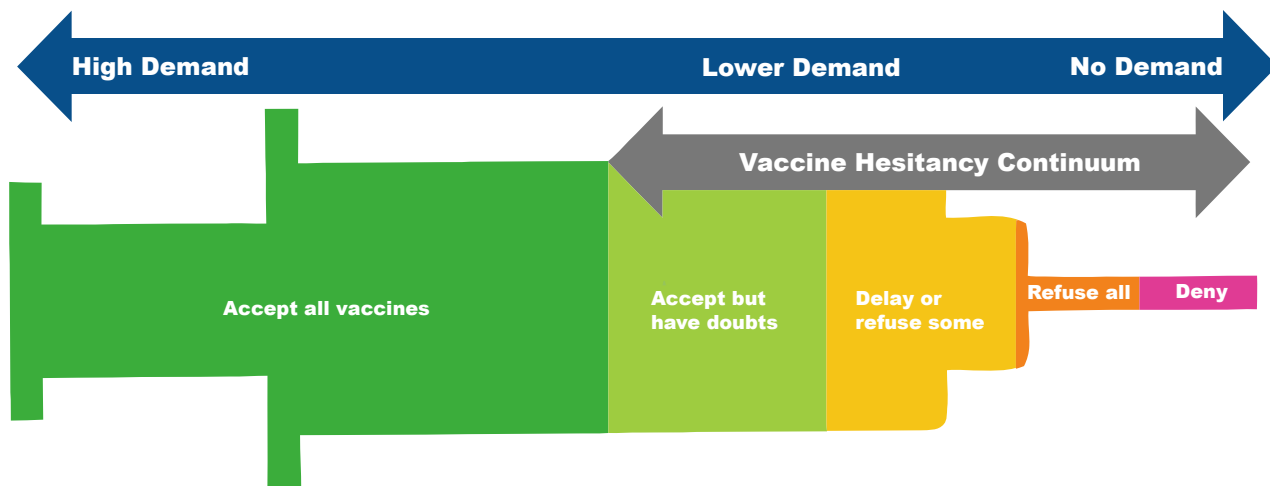 High Demand Lower Demand No Demand
Vaccine Hesitancy Continuum
Accept all vaccines
Accept but
have doubts
Delay or
refuse some
Refuse all
Deny